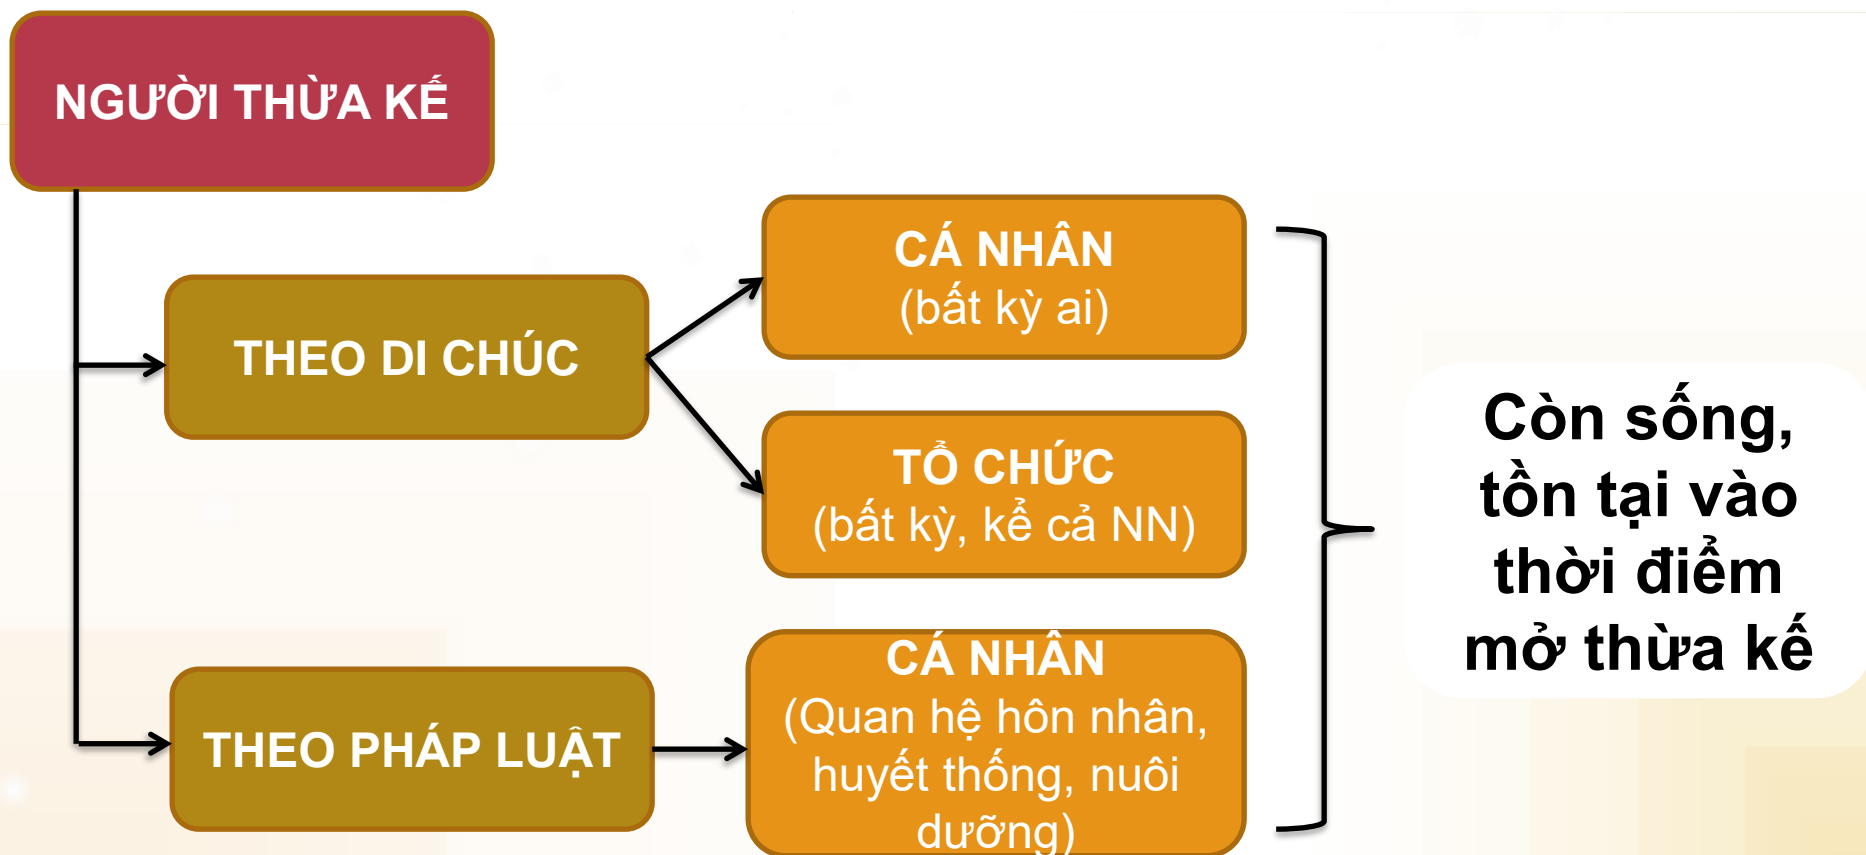 NGƯỜI THỪA KẾ
THEO DI CHÚC
CÁ NHÂN
(bất kỳ ai)
TỔ CHỨC
(bất kỳ, kể cả NN)
THEO PHÁP LUẬT
CÁ NHÂN
(Quan hệ hôn nhân,
huyết thống, nuôi
dưỡng)
Còn sống,
tồn tại vào
thời điểm
mở thừa kế